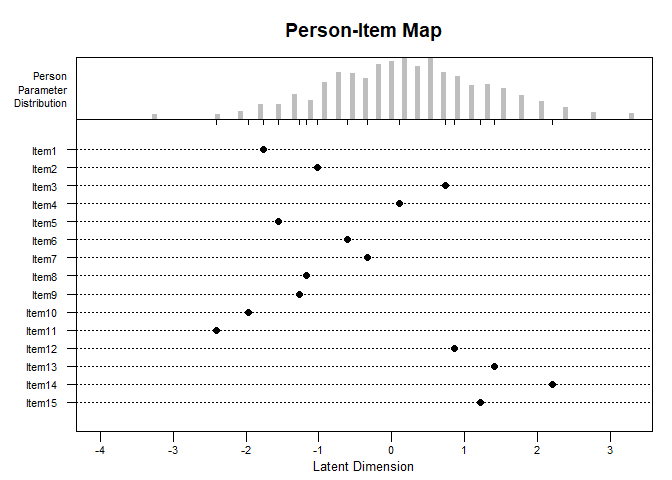 Person-Item Map
Person
Parameter
Distribution
Item1
Item2
Item3
Item4
Item5
Item6
Item7
Item8
Item9
Item10
Item11
Item12
Item13
Item14
Item15
-4 -3 -2 -1 0 1 2 3
Latent Dimension